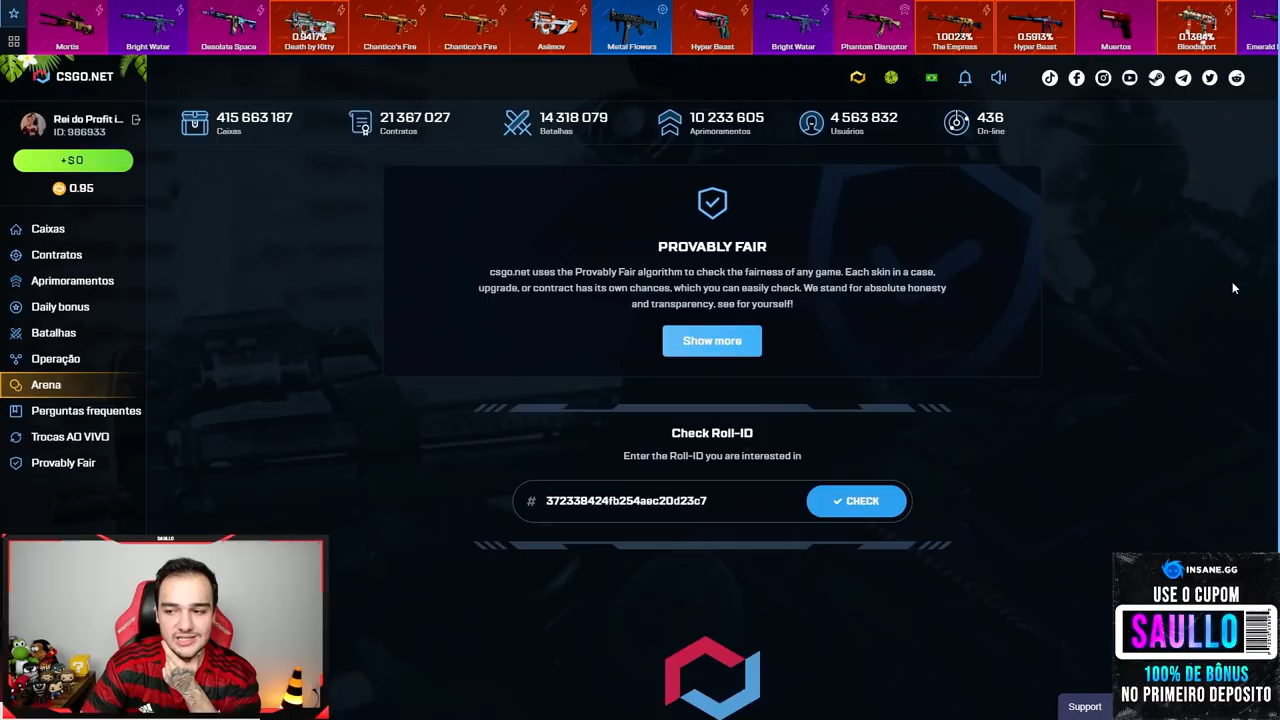 Mortis
Bright Water
Desolate Space
0.9417%
Death by Kitty
Chantico's Fire
Chantico's Fire
Asiimov
Metal Flowers
Hyper Beast
Bright Water
Phantom Disruptor
1.0023%
The Empress
0.5913%
Hyper Beast
Muertos
0.1384%
Bloodsport
Emerald
CSGO.NET
Rei do Profit i...
ID: 986933
+$0
0.95
415 663 187
Caixas
21 367 027
Contratos
14 318 079
Batalhas
10 233 605
Aprimoramentos
4 563 832
Usuários
436
On-line
Caixas
Contratos
Aprimoramentos
Daily bonus
Batalhas
Operação
Arena
Perguntas frequentes
Trocas AO VIVO
Provably Fair
PROVABLY FAIR
csgo.net uses the Provably Fair algorithm to check the fairness of any game. Each skin in a case,
upgrade, or contract has its own chances, which you can easily check. We stand for absolute honesty
and transparency, see for yourself!
Show more
Check Roll-ID
Enter the Roll-ID you are interested in
# 372338424fb254aec20d23c7
CHECK
SAULLO
INSANE.GG
USE O CUPOM
SAULLO
100% DE BÔNUS
NO PRIMEIRO DEPOSITO
Support